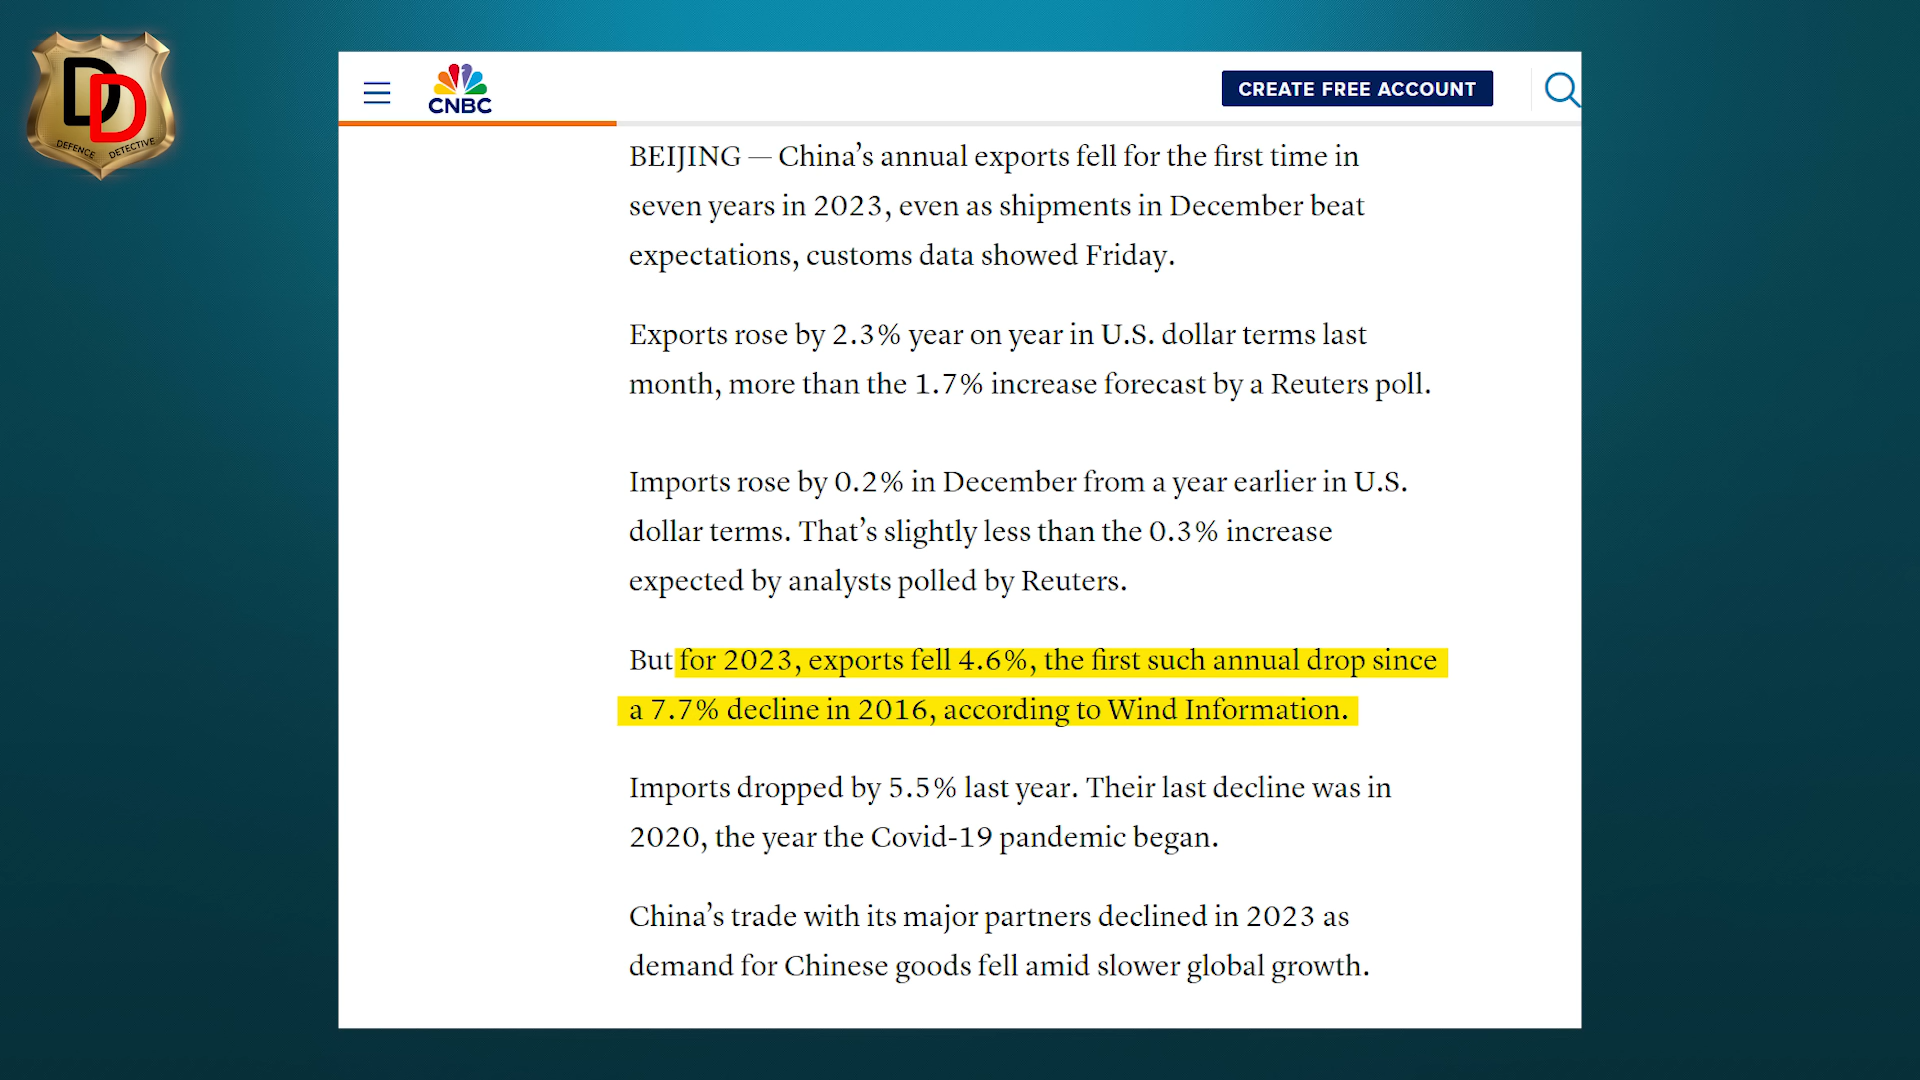 DD
DEFENCE DETECTIVE
CNBC
CREATE FREE ACCOUNT
BEIJING — China’s annual exports fell for the first time in
seven years in 2023, even as shipments in December beat
expectations, customs data showed Friday.
Exports rose by 2.3% year on year in U.S. dollar terms last
month, more than the 1.7% increase forecast by a Reuters poll.
Imports rose by 0.2% in December from a year earlier in U.S.
dollar terms. That’s slightly less than the 0.3% increase
expected by analysts polled by Reuters.
But for 2023, exports fell 4.6%, the first such annual drop since
a 7.7% decline in 2016, according to Wind Information.
Imports dropped by 5.5% last year. Their last decline was in
2020, the year the Covid-19 pandemic began.
China’s trade with its major partners declined in 2023 as
demand for Chinese goods fell amid slower global growth.